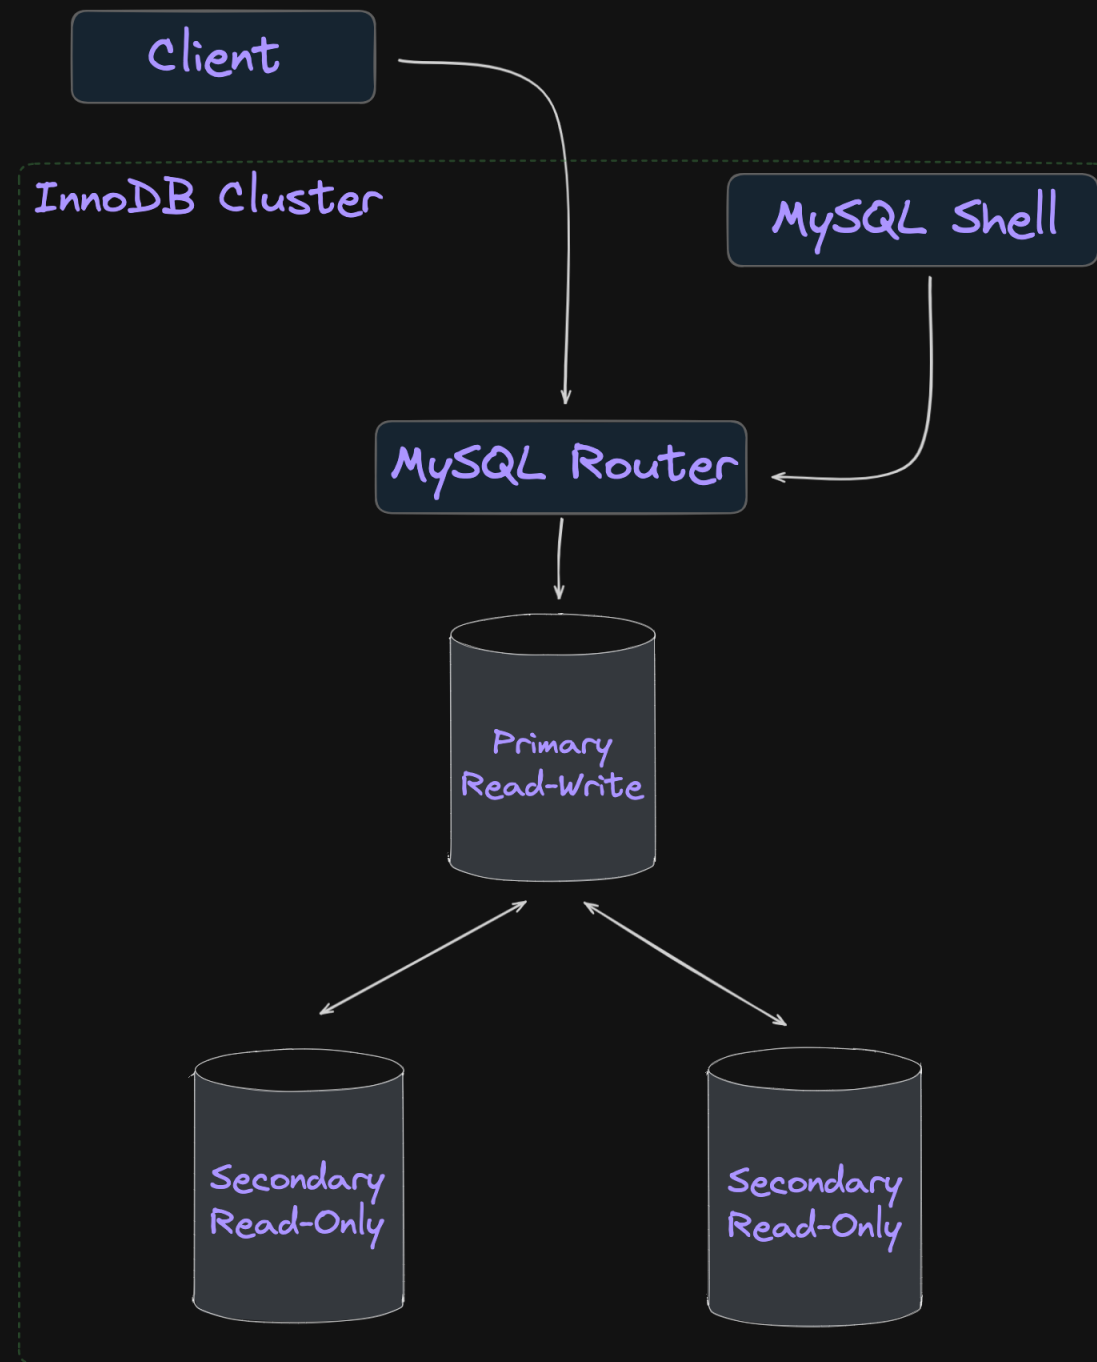 Client
InnoDB Cluster
MySQL Shell
MySQL Router
Primary
Read-Write
Secondary
Read-Only
Secondary
Read-Only